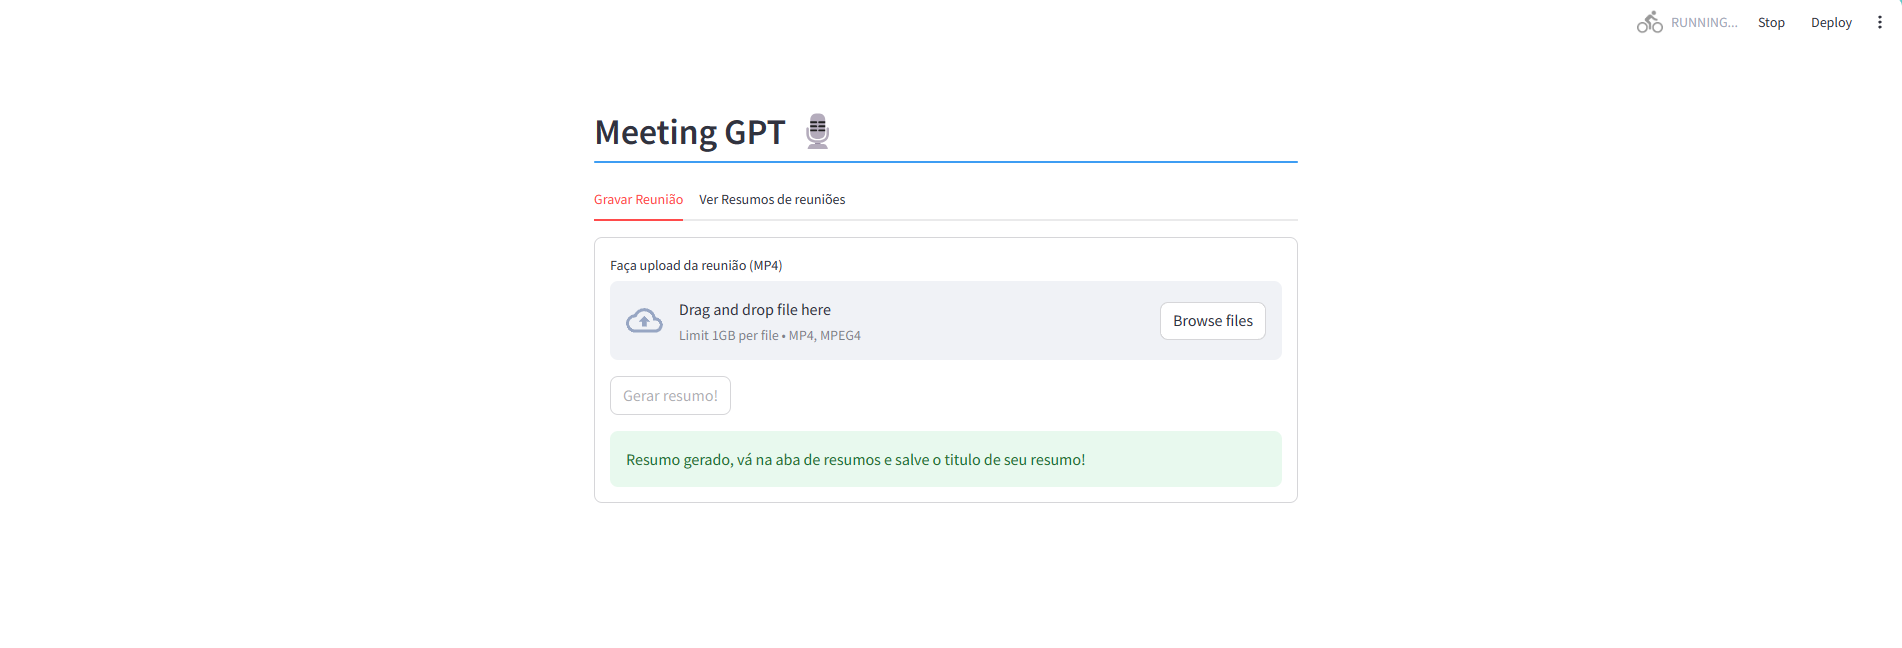 RUNNING...
Stop
Deploy
Meeting GPT
Gravar Reunião
Ver Resumos de reuniões
Faça upload da reunião (MP4)
Drag and drop file here
Limit 1GB per file • MP4, MPEG4
Browse files
Gerar resumo!
Resumo gerado, vá na aba de resumos e salve o titulo de seu resumo!